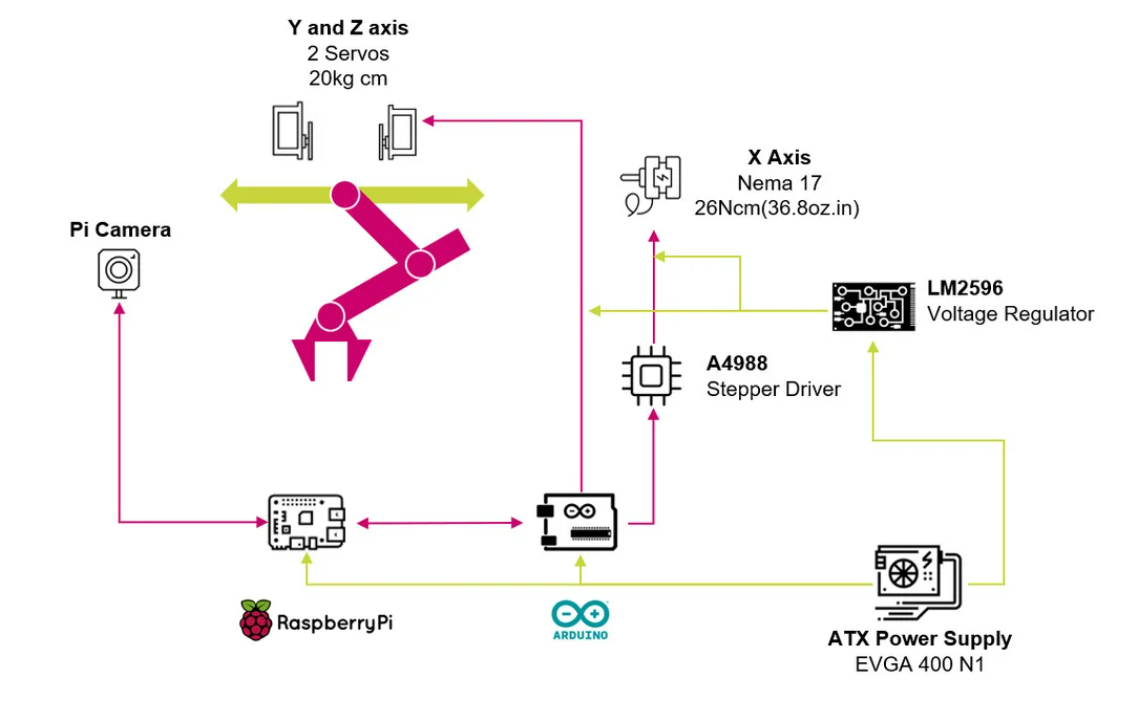 Y and Z axis
2 Servos
20kg cm
X Axis
Nema 17
26Ncm(36.8oz.in)
Pi Camera
LM2596
Voltage Regulator
A4988
Stepper Driver
RaspberryPi
ARDUINO
ATX Power Supply
EVGA 400 N1